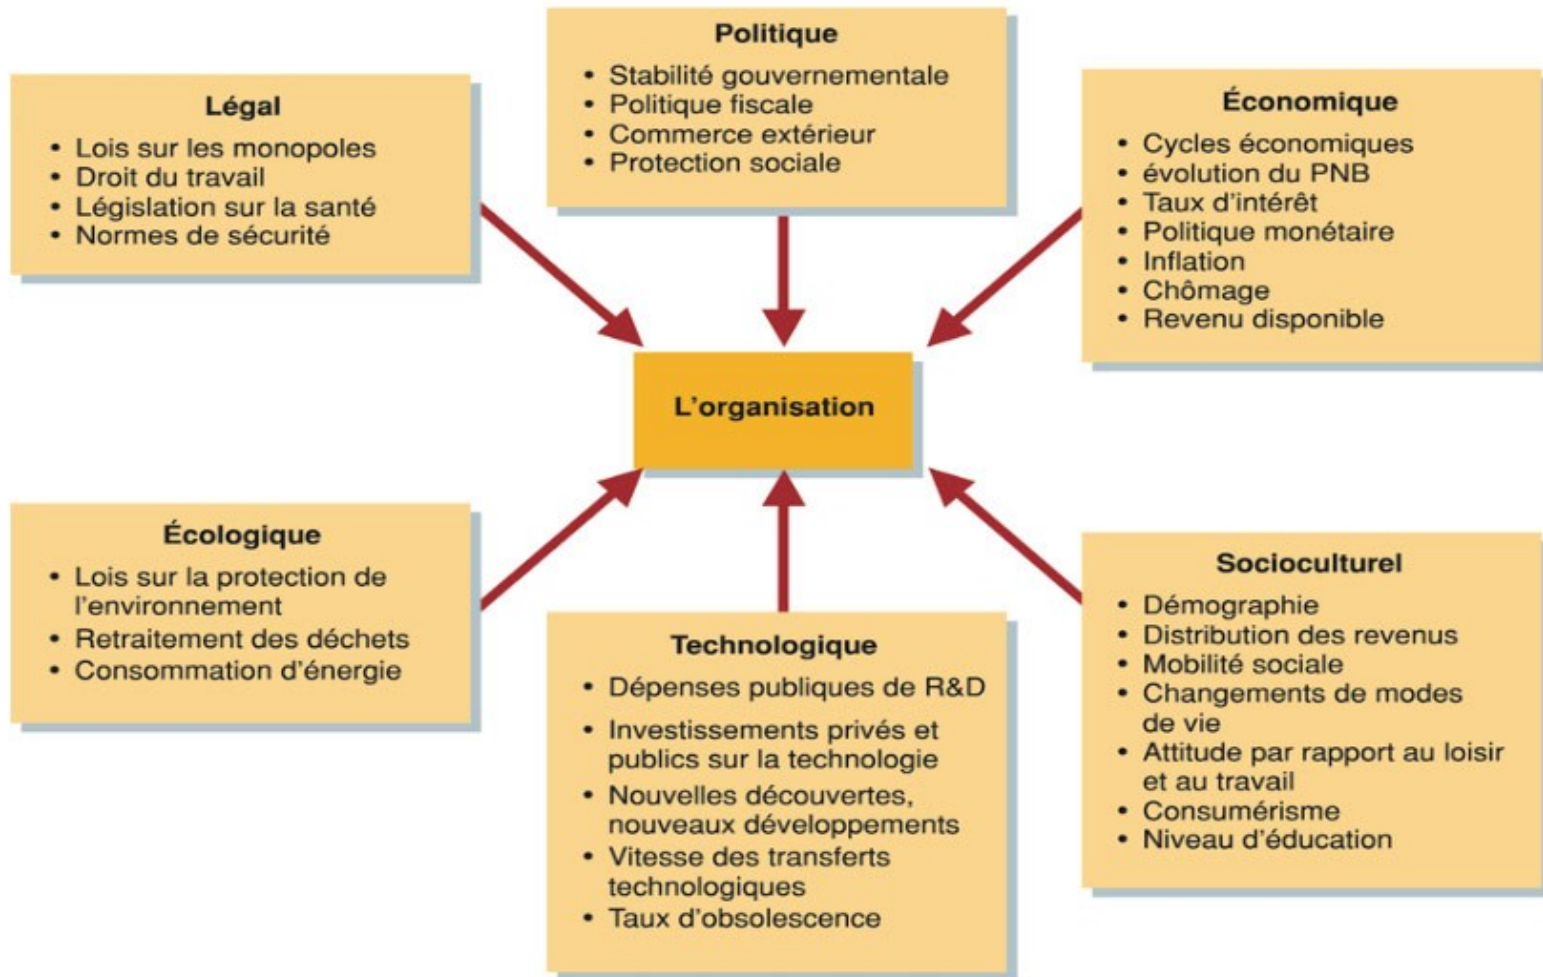 Politique
• Stabilité gouvernementale
• Politique fiscale
• Commerce extérieur
• Protection sociale
Légal
• Lois sur les monopoles
• Droit du travail
• Législation sur la santé
• Normes de sécurité
Économique
• Cycles économiques
• évolution du PNB
• Taux d'intérêt
• Politique monétaire
• Inflation
• Chômage
• Revenu disponible
L'organisation
Écologique
• Lois sur la protection de
l'environnement
• Retraitement des déchets
• Consommation d'énergie
Technologique
• Dépenses publiques de R&D
• Investissements privés et
publics sur la technologie
• Nouvelles découvertes,
nouveaux développements
• Vitesse des transferts
technologiques
• Taux d'obsolescence
Socioculturel
• Démographie
• Distribution des revenus
• Mobilité sociale
• Changements de modes
de vie
• Attitude par rapport au loisir
et au travail
• Consumérisme
• Niveau d'éducation